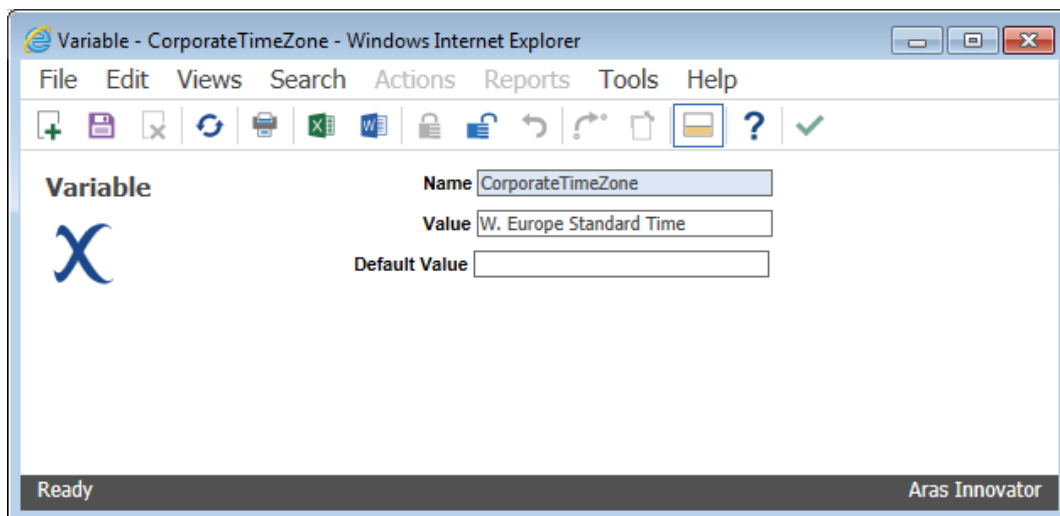 Variable - CorporateTimeZone - Windows Internet Explorer
File Edit Views Search Actions Reports Tools Help
Variable
Name CorporateTimeZone
Value W. Europe Standard Time
Default Value
Ready Aras Innovator